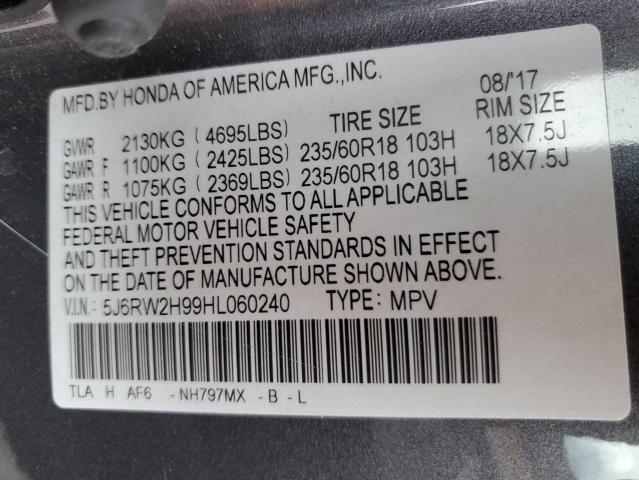 MFD.BY HONDA OF AMERICA MFG.,INC. 08/'17
GVWR 2130KG (4695LBS) TIRE SIZE RIM SIZE
GAWR F 1100KG (2425LBS) 235/60R18 103H 18X7.5J
GAWR R 1075KG (2369LBS) 235/60R18 103H 18X7.5J
THIS VEHICLE CONFORMS TO ALL APPLICABLE
FEDERAL MOTOR VEHICLE SAFETY
AND THEFT PREVENTION STANDARDS IN EFFECT
ON THE DATE OF MANUFACTURE SHOWN ABOVE.
V.I.N.: 5J6RW2H99HL060240 TYPE: MPV
TLA H AF6 - NH797MX - B - L